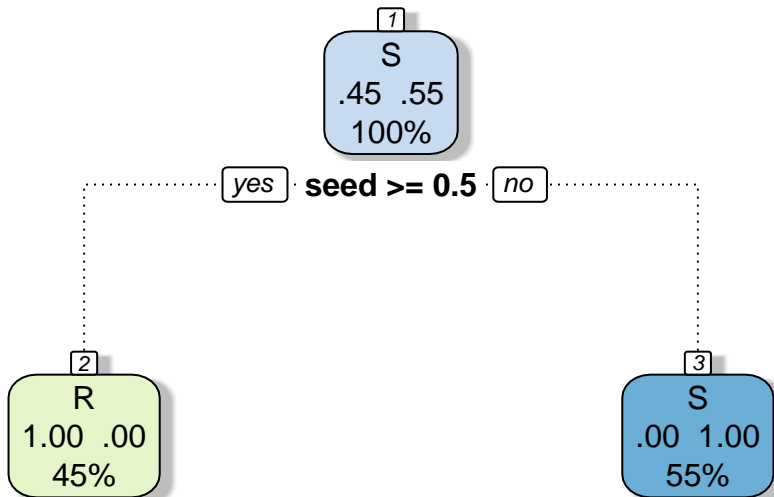 1
S
.45 .55
100%
yes seed >= 0.5 no
2
R
1.00 .00
45%
3
S
.00 1.00
55%